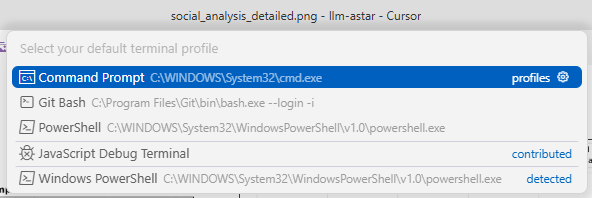 social_analysis_detailed.png - llm-astar - Cursor
Select your default terminal profile
Command Prompt C:\WINDOWS\System32\cmd.exe profiles
Git Bash C:\Program Files\Git\bin\bash.exe --login -i
PowerShell C:\WINDOWS\System32\WindowsPowerShell\v1.0\powershell.exe
JavaScript Debug Terminal contributed
Windows PowerShell C:\WINDOWS\System32\WindowsPowerShell\v1.0\powershell.exe detected